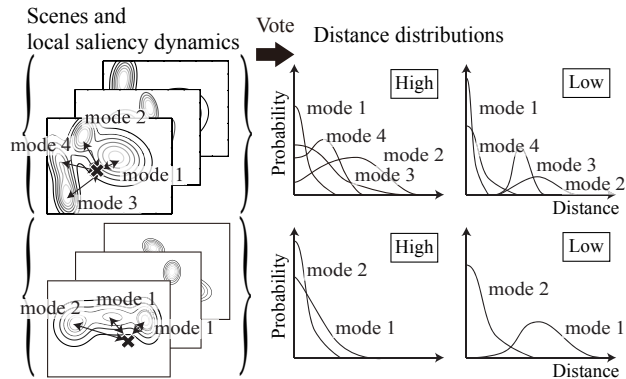 Scenes and
local saliency dynamics
Vote
Distance distributions
mode 2
mode 4
mode 1
mode 3
Probability
High
mode 1
mode 4
mode 2
mode 3
Low
mode 1
mode 4
mode 3
mode 2
Distance
mode 1
mode 2
mode 1
Probability
High
mode 2
mode 1
Low
mode 2
mode 1
Distance